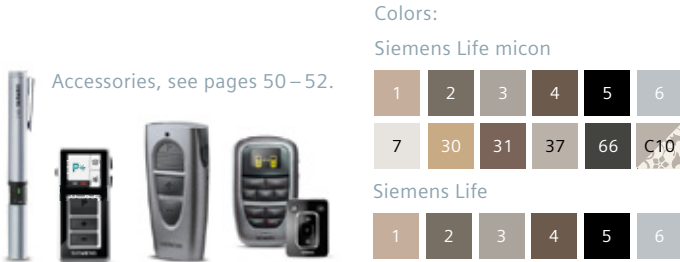 Colors:
Siemens Life micon
Accessories, see pages 50–52.
1 2 3 4 5 6
P+
7 30 31 37 66 C10
Siemens Life
1 2 3 4 5 6